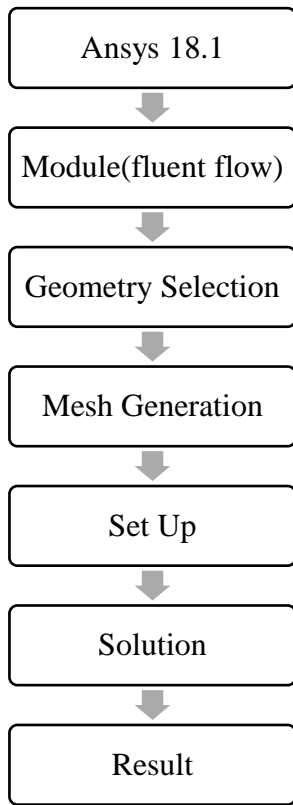 Ansys 18.1
Module(fluent flow)
Geometry Selection
Mesh Generation
Set Up
Solution
Result